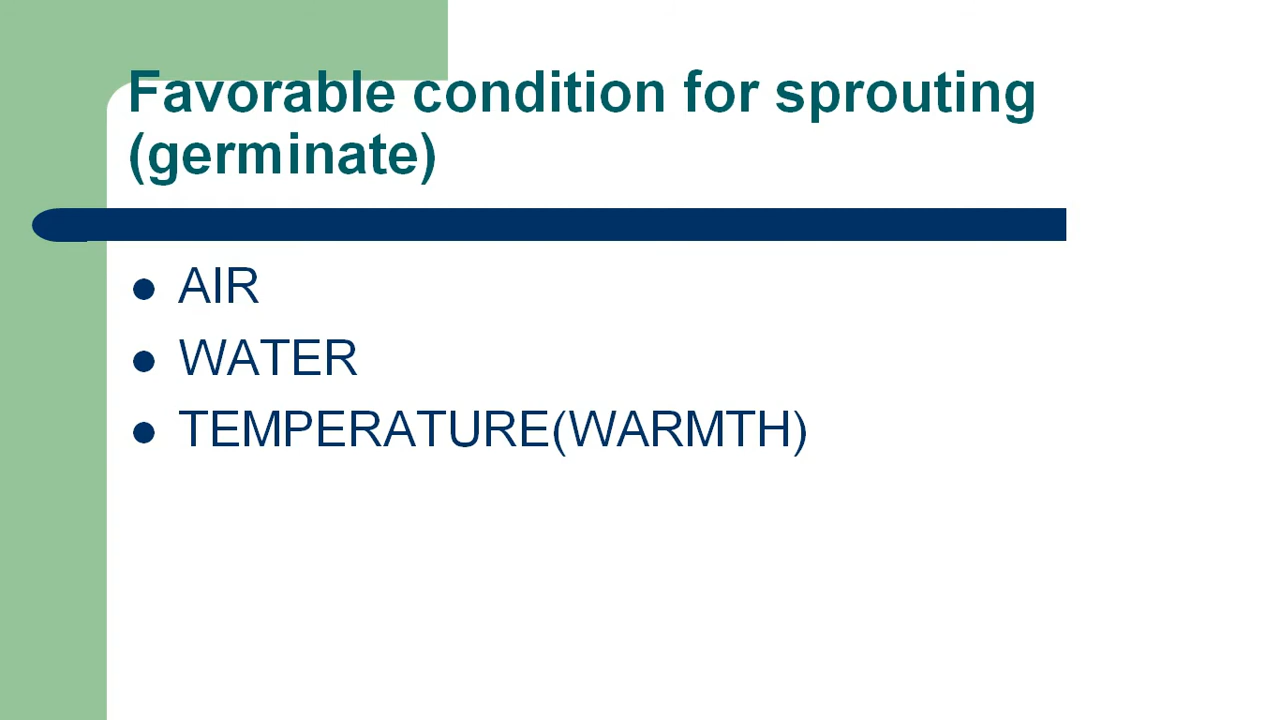 Favorable condition for sprouting
(germinate)
AIR
WATER
TEMPERATURE(WARMTH)